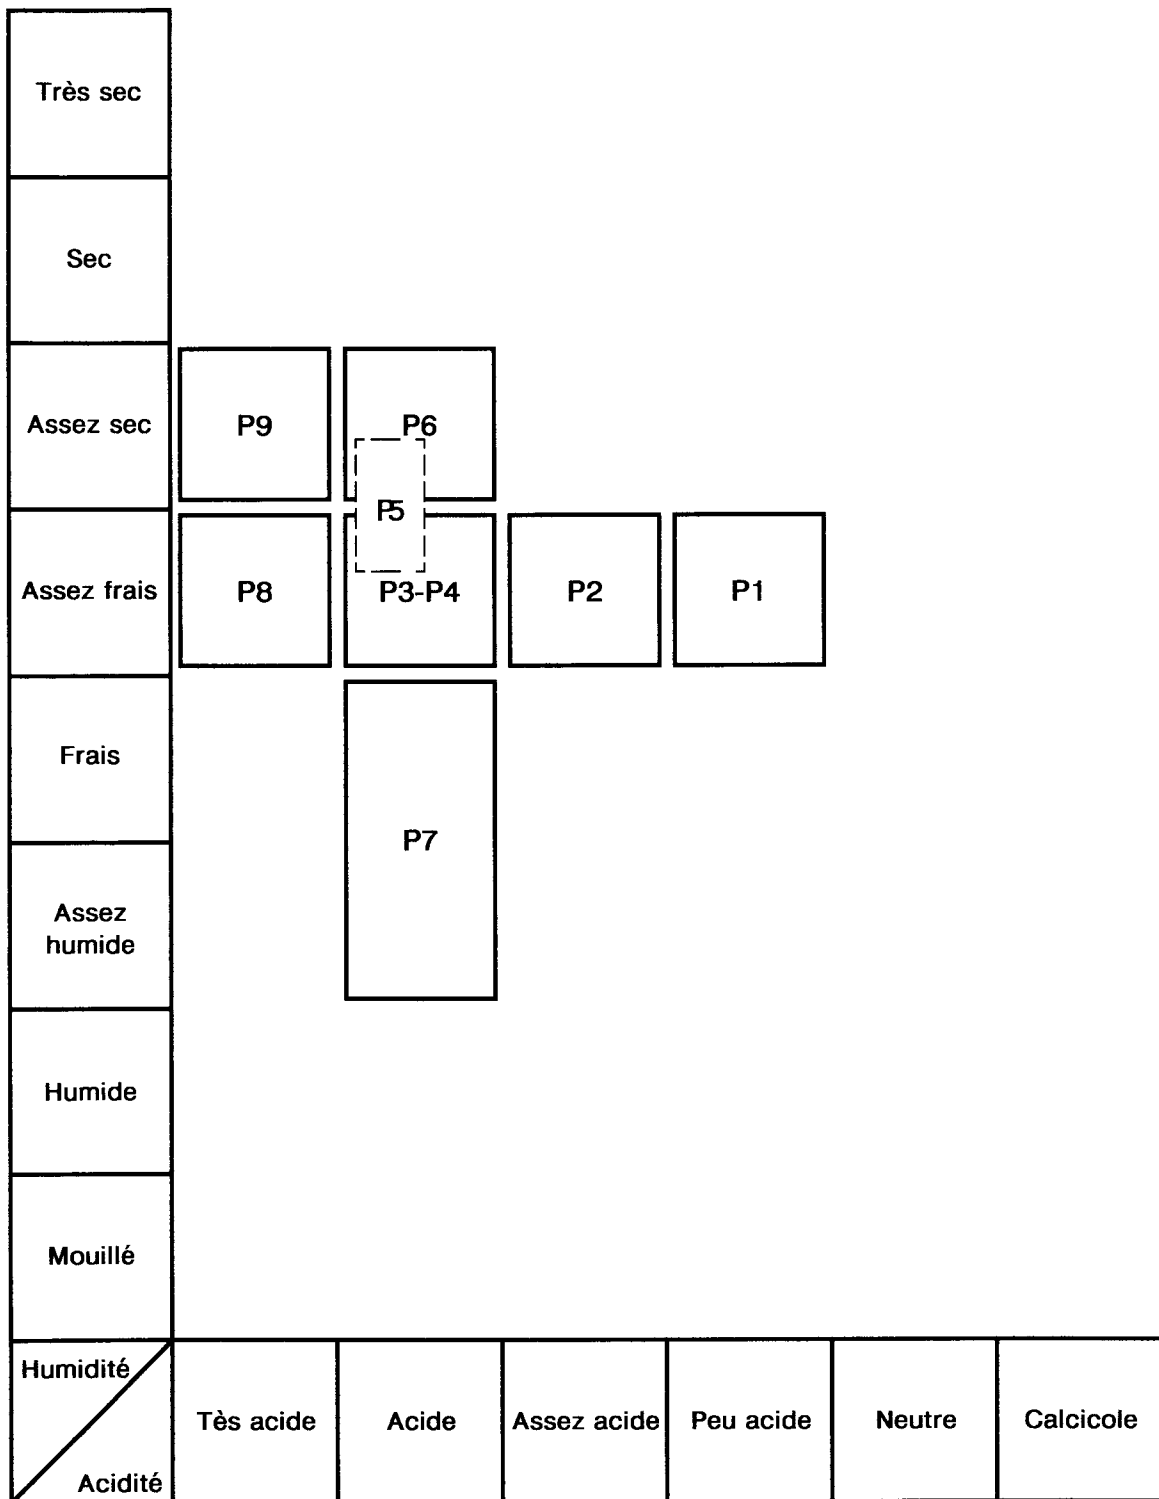 Très sec
Sec
Assez sec
P9
P6
P5
Assez frais
P8
P3-P4
P2
P1
Frais
P7
Assez
humide
Humide
Mouillé
Humidité
Acidité
Tès acide
Acide
Assez acide
Peu acide
Neutre
Calcicole